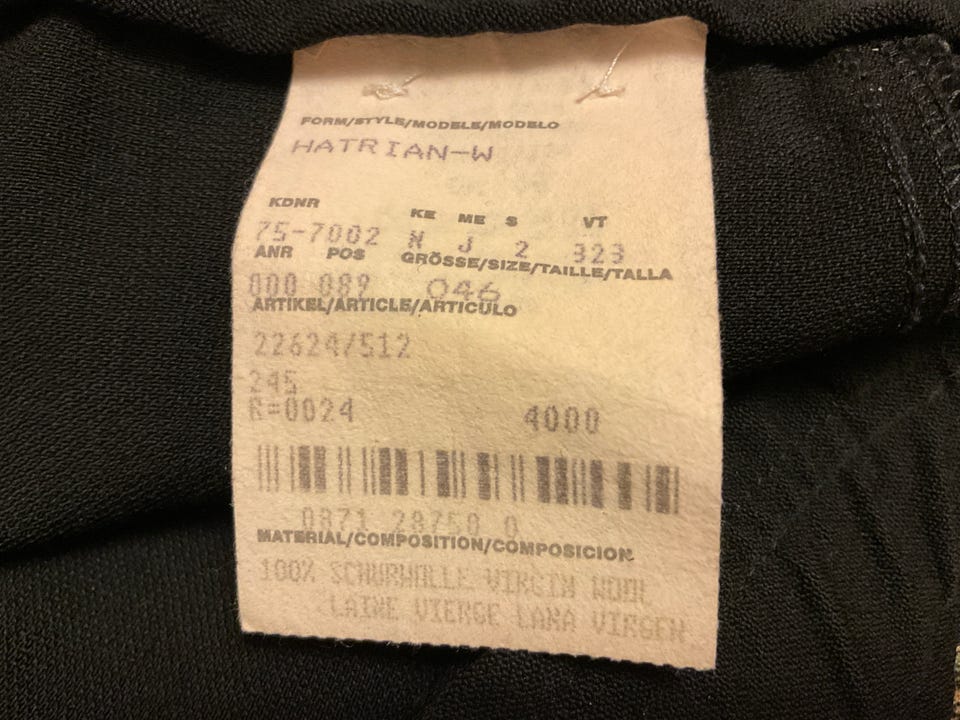 FORM/STYLE/MODELE/MODELO
HATRIAN-W
KDNR KE ME S VT
75-7002 N J 2 323
ANR POS GRÖSSE/SIZE/TAILLE/TALLA
000 089 046
ARTIKEL/ARTICLE/ARTICULO
22624/512
245
R=0024 4000
0871 28750 0
MATERIAL/COMPOSITION/COMPOSICION
100% SCHURWOLLE VIRGIN WOOL
LAINE VIERGE LANA VIRGEN